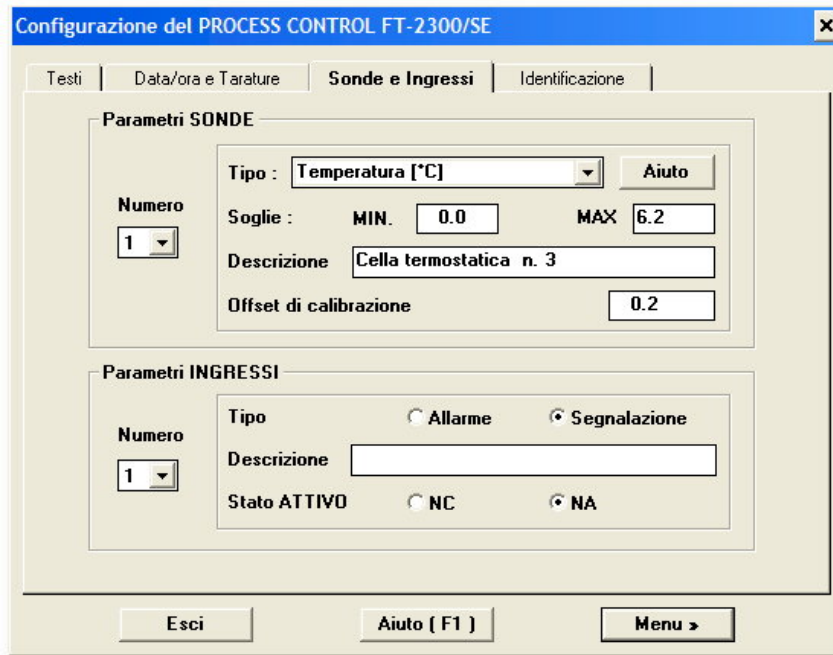 Configurazione del PROCESS CONTROL FT-2300/SE
Testi Data/ora e Tarature Sonde e Ingressi Identificazione
Parametri SONDE
Numero
1
Tipo : Temperatura [°C] Aiuto
Soglie : MIN. 0.0 MAX 6.2
Descrizione Cella termostatica n. 3
Offset di calibrazione 0.2
Parametri INGRESSI
Numero
1
Tipo Allarme Segnalazione
Descrizione
Stato ATTIVO NC NA
Esci Aiuto ( F1 ) Menu »